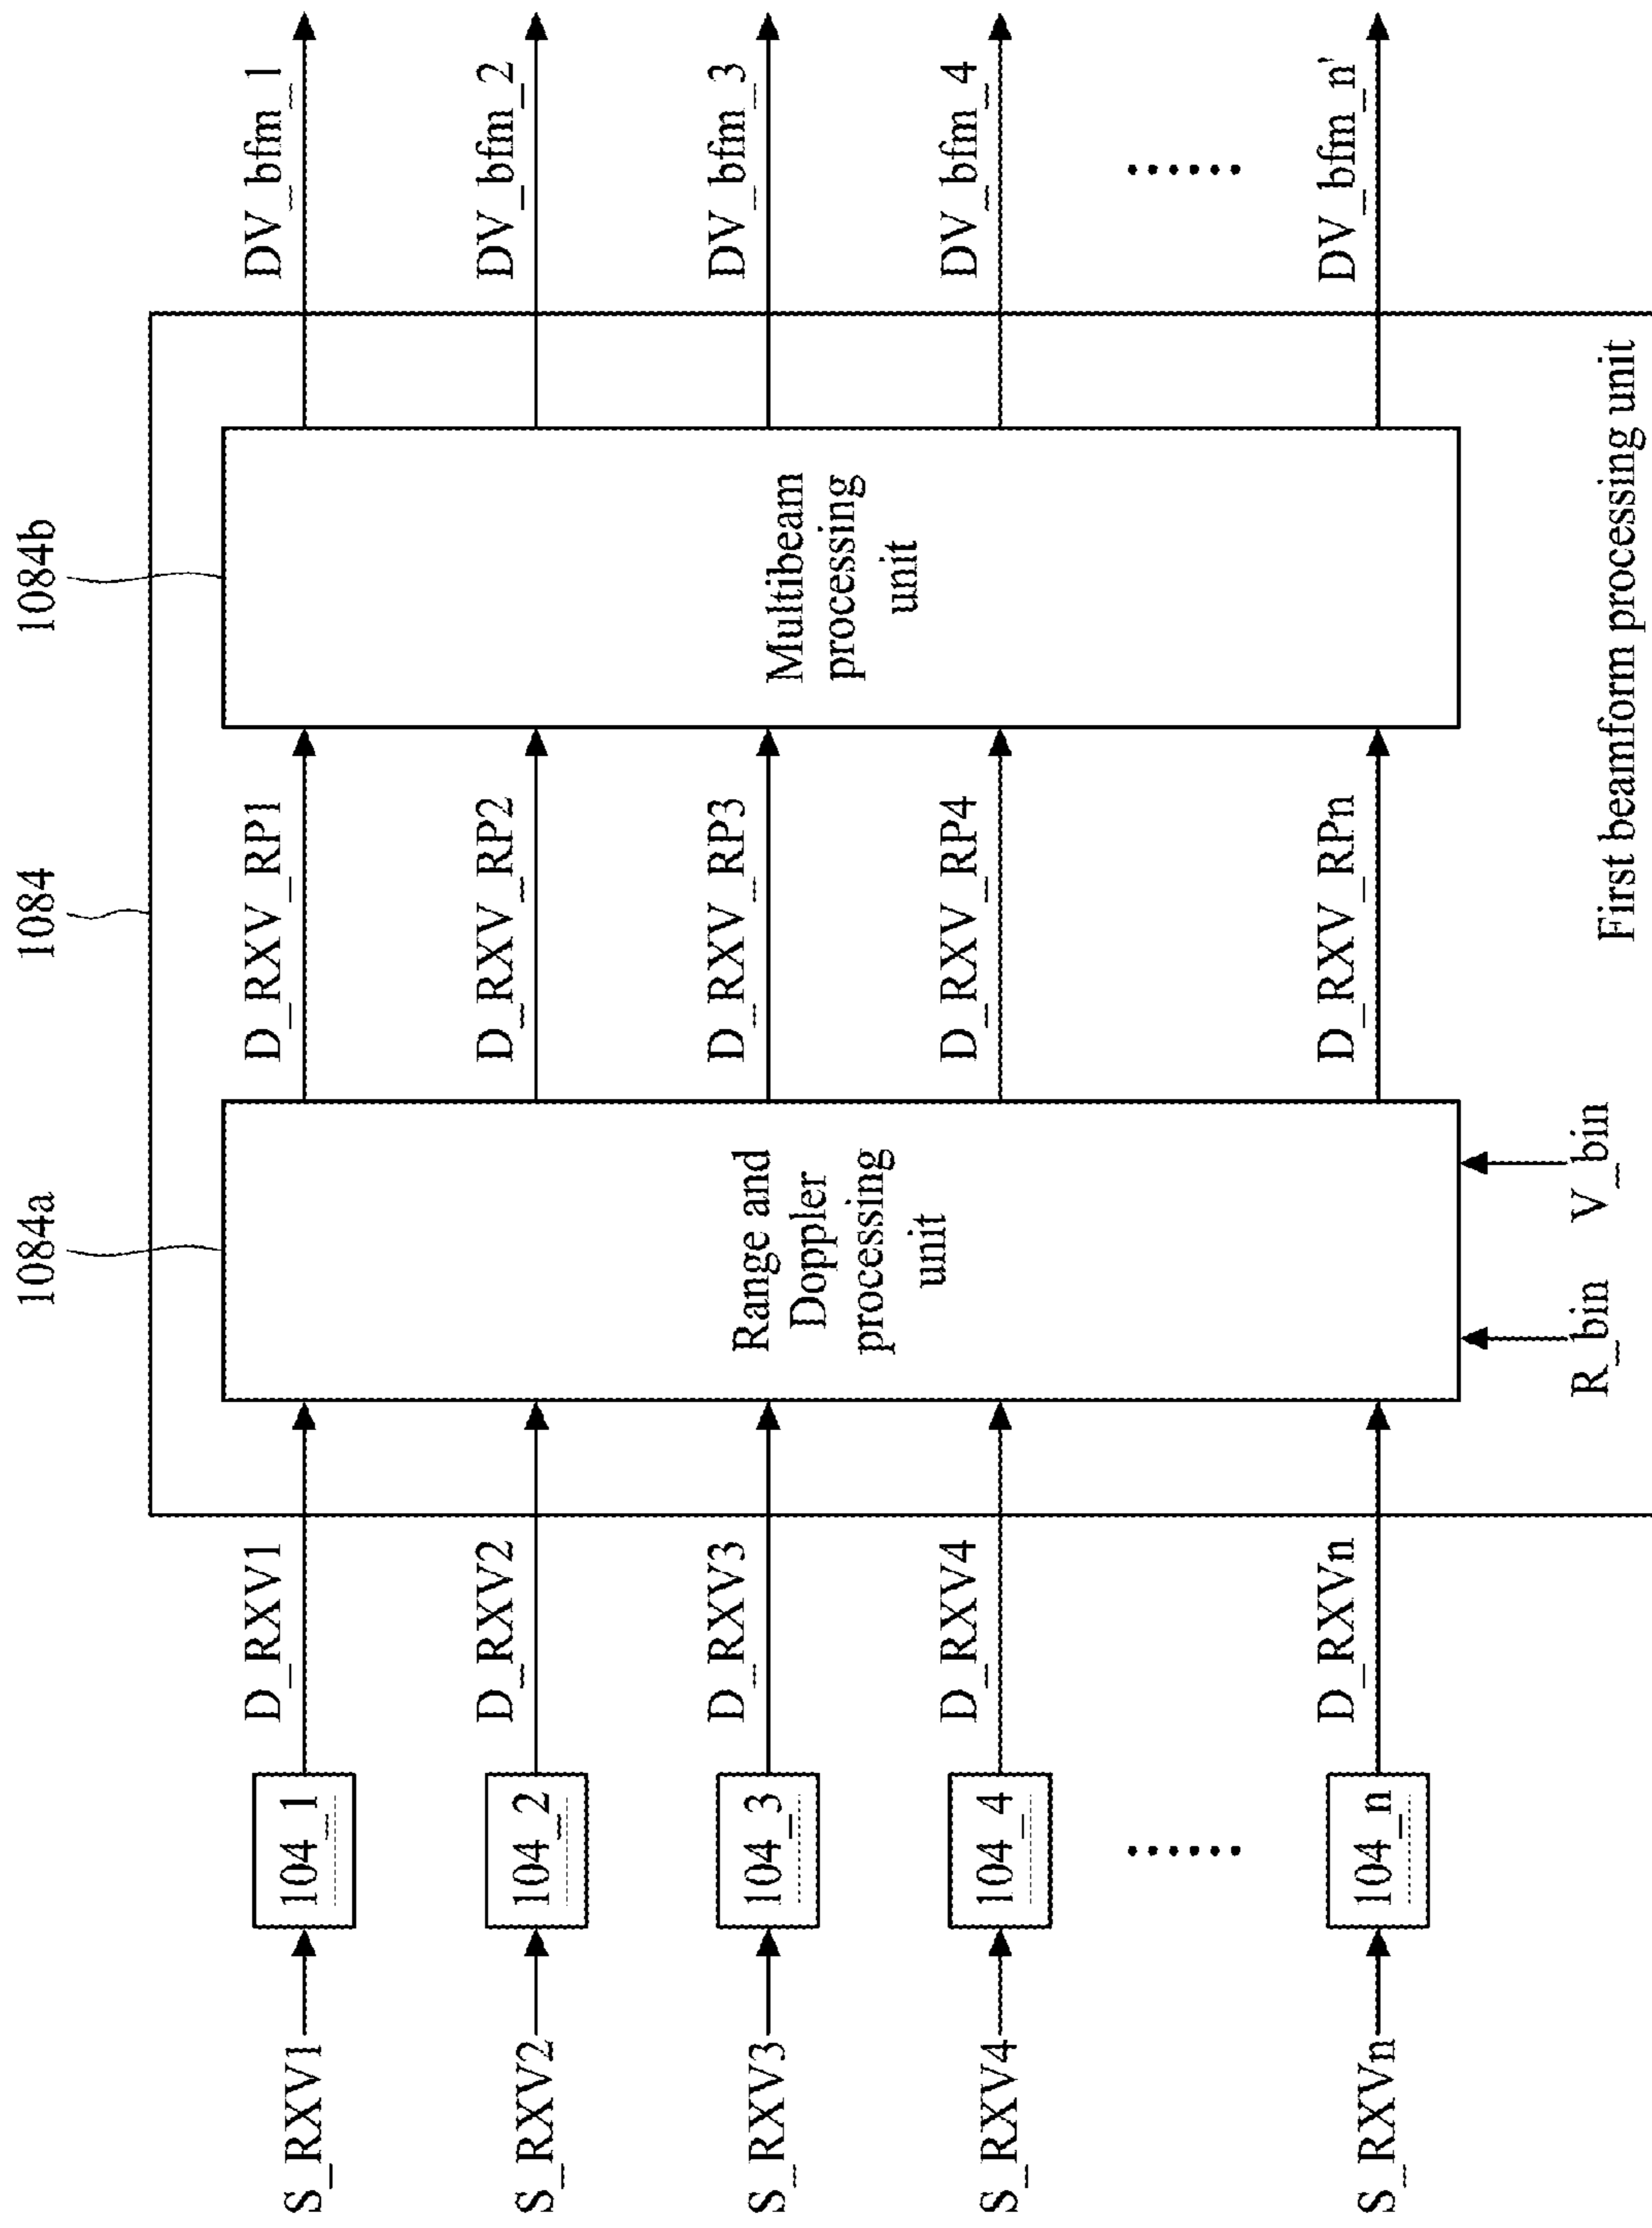 1084a
1084
1084b
S_RXV1
104_1
D_RXV1
D_RXV_RP1
DV_bfm_1
S_RXV2
104_2
D_RXV2
D_RXV_RP2
DV_bfm_2
S_RXV3
104_3
D_RXV3
Range and
Doppler
processing
unit
D_RXV_RP3
Multibeam
processing
unit
DV_bfm_3
S_RXV4
104_4
D_RXV4
D_RXV_RP4
DV_bfm_4
......
......
S_RXVn
104_n
D_RXVn
D_RXV_RPn
DV_bfm_n'
R_bin
V_bin
First beamform processing unit